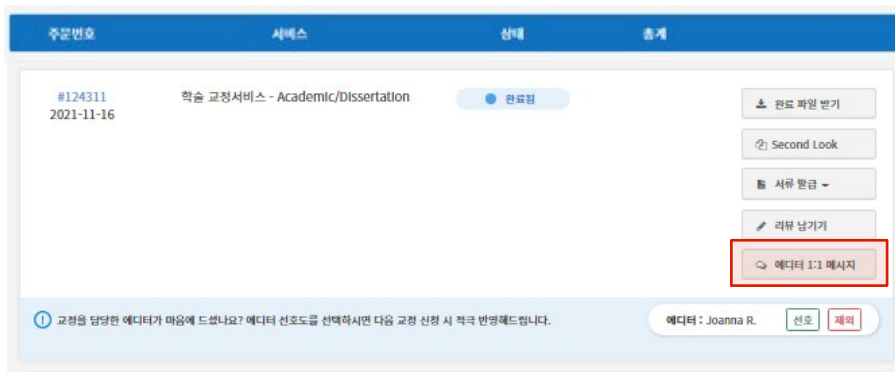 주문번호 서비스 상태 총계
#124311 학술 교정서비스 - Academic/Dissertation 완료됨
2021-11-16
완료 파일 받기
Second Look
서류 발급
리뷰 남기기
에디터 1:1 메시지
교정을 담당한 에디터가 마음에 드셨나요? 에디터 선호도를 선택하시면 다음 교정 신청 시 적극 반영해드립니다. 에디터 : Joanna R. 선호 제외